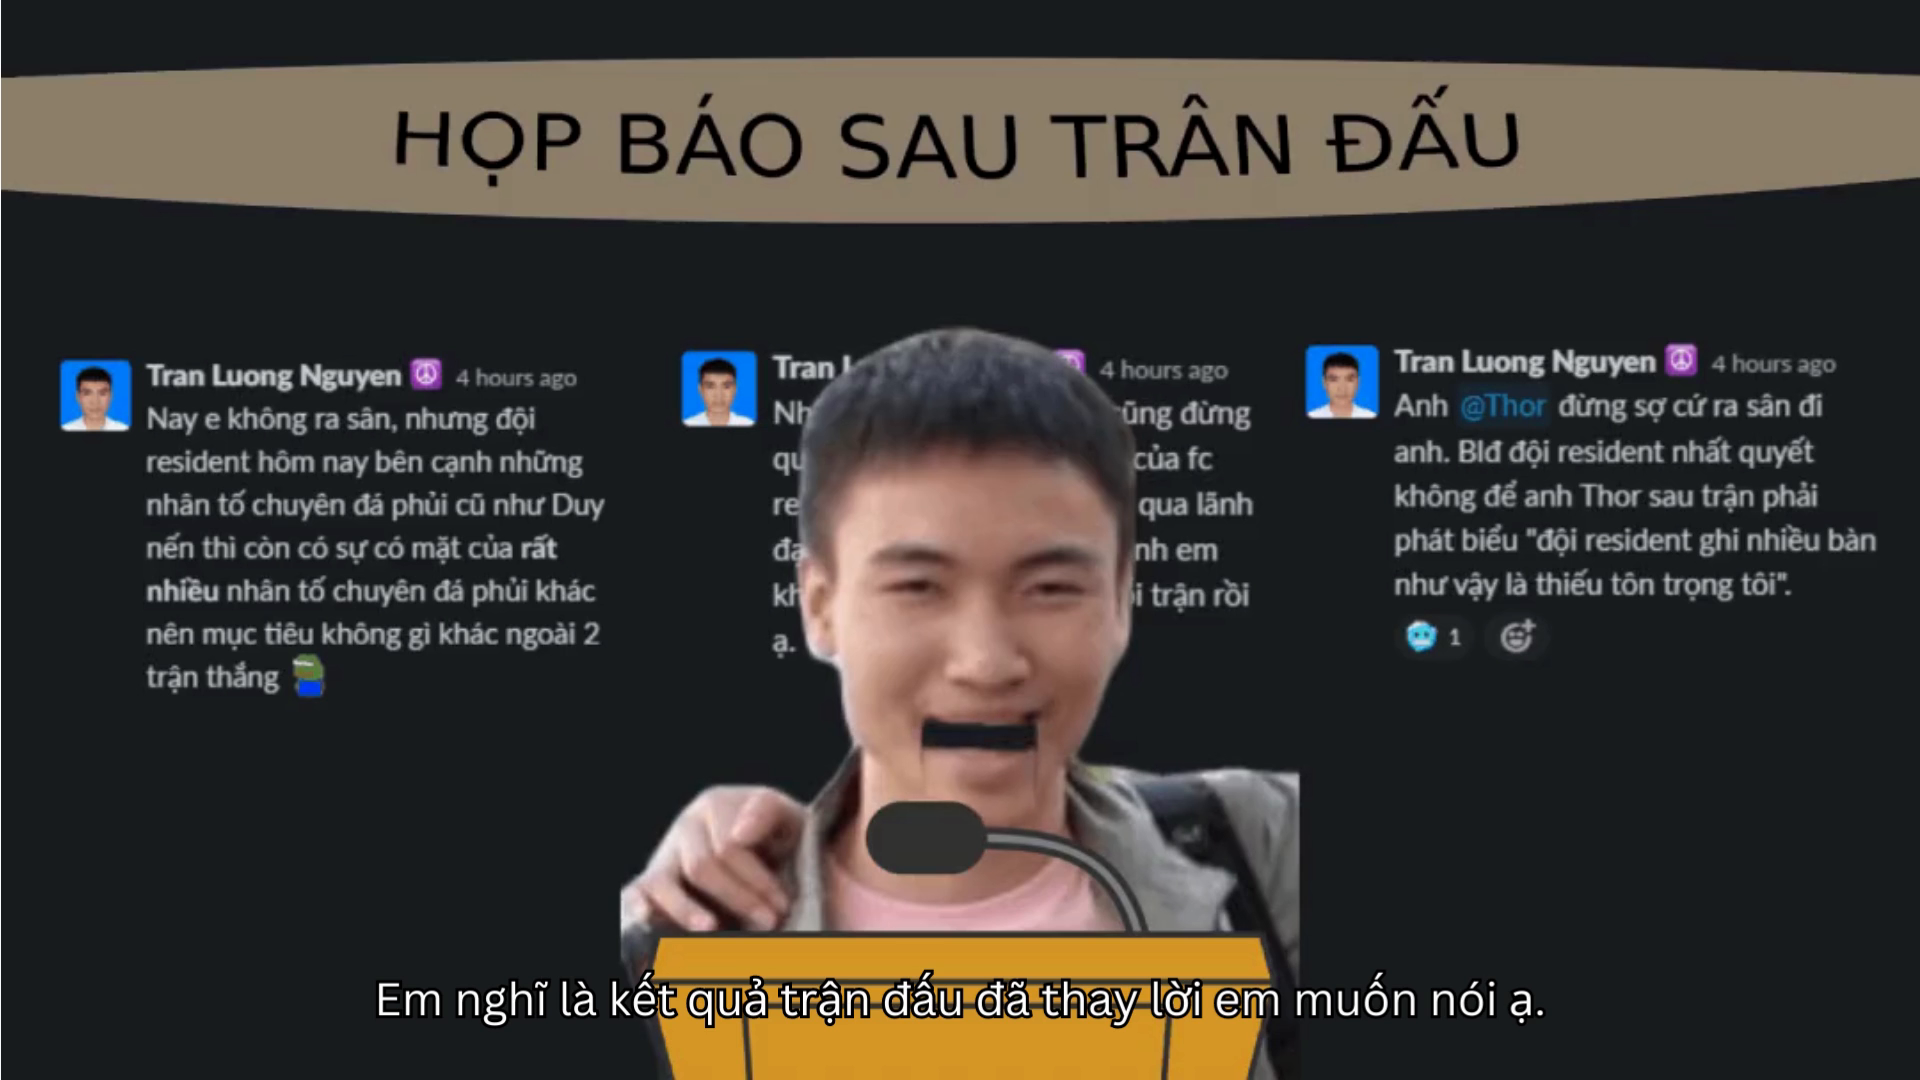 HỌP BÁO SAU TRÂN ĐẤU
Tran Luong Nguyen 4 hours ago
Nay e không ra sân, nhưng đội
resident hôm nay bên cạnh những
nhân tố chuyên đá phủi cũ như Duy
nến thì còn có sự có mặt của rất
nhiều nhân tố chuyên đá phủi khác
nên mục tiêu không gì khác ngoài 2
trận thắng
Tran 4 hours ago
đừng
của fc
qua lãnh
em
trận rồi
ạ.
Tran Luong Nguyen 4 hours ago
Anh @Thor đừng sợ cứ ra sân đi
anh. Blđ đội resident nhất quyết
không để anh Thor sau trận phải
phát biểu "đội resident ghi nhiều bàn
như vậy là thiếu tôn trọng tôi".
1
Em nghĩ là kết quả trận đấu đã thay lời em muốn nói ạ.